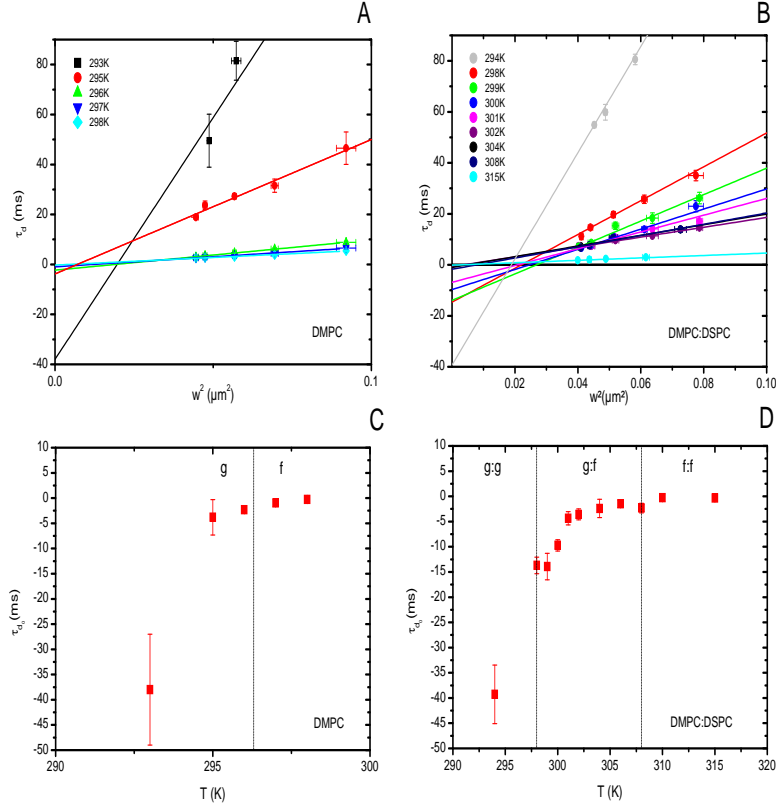 A
τd (ms)
80
60
40
20
0
-20
-40
293K
295K
296K
297K
298K
DMPC
0.0
0.1
w² (µm²)
B
τd (ms)
80
60
40
20
0
-20
-40
294K
298K
299K
300K
301K
302K
304K
308K
315K
DMPC:DSPC
0.02
0.04
0.06
0.08
0.10
w²(µm²)
C
τd₀ (ms)
10
5
0
-5
-10
-15
-20
-25
-30
-35
-40
-45
-50
g
f
DMPC
290
295
300
T (K)
D
τd₀ (ms)
10
5
0
-5
-10
-15
-20
-25
-30
-35
-40
-45
-50
g:g
g:f
f:f
DMPC:DSPC
290
295
300
305
310
315
320
T (K)